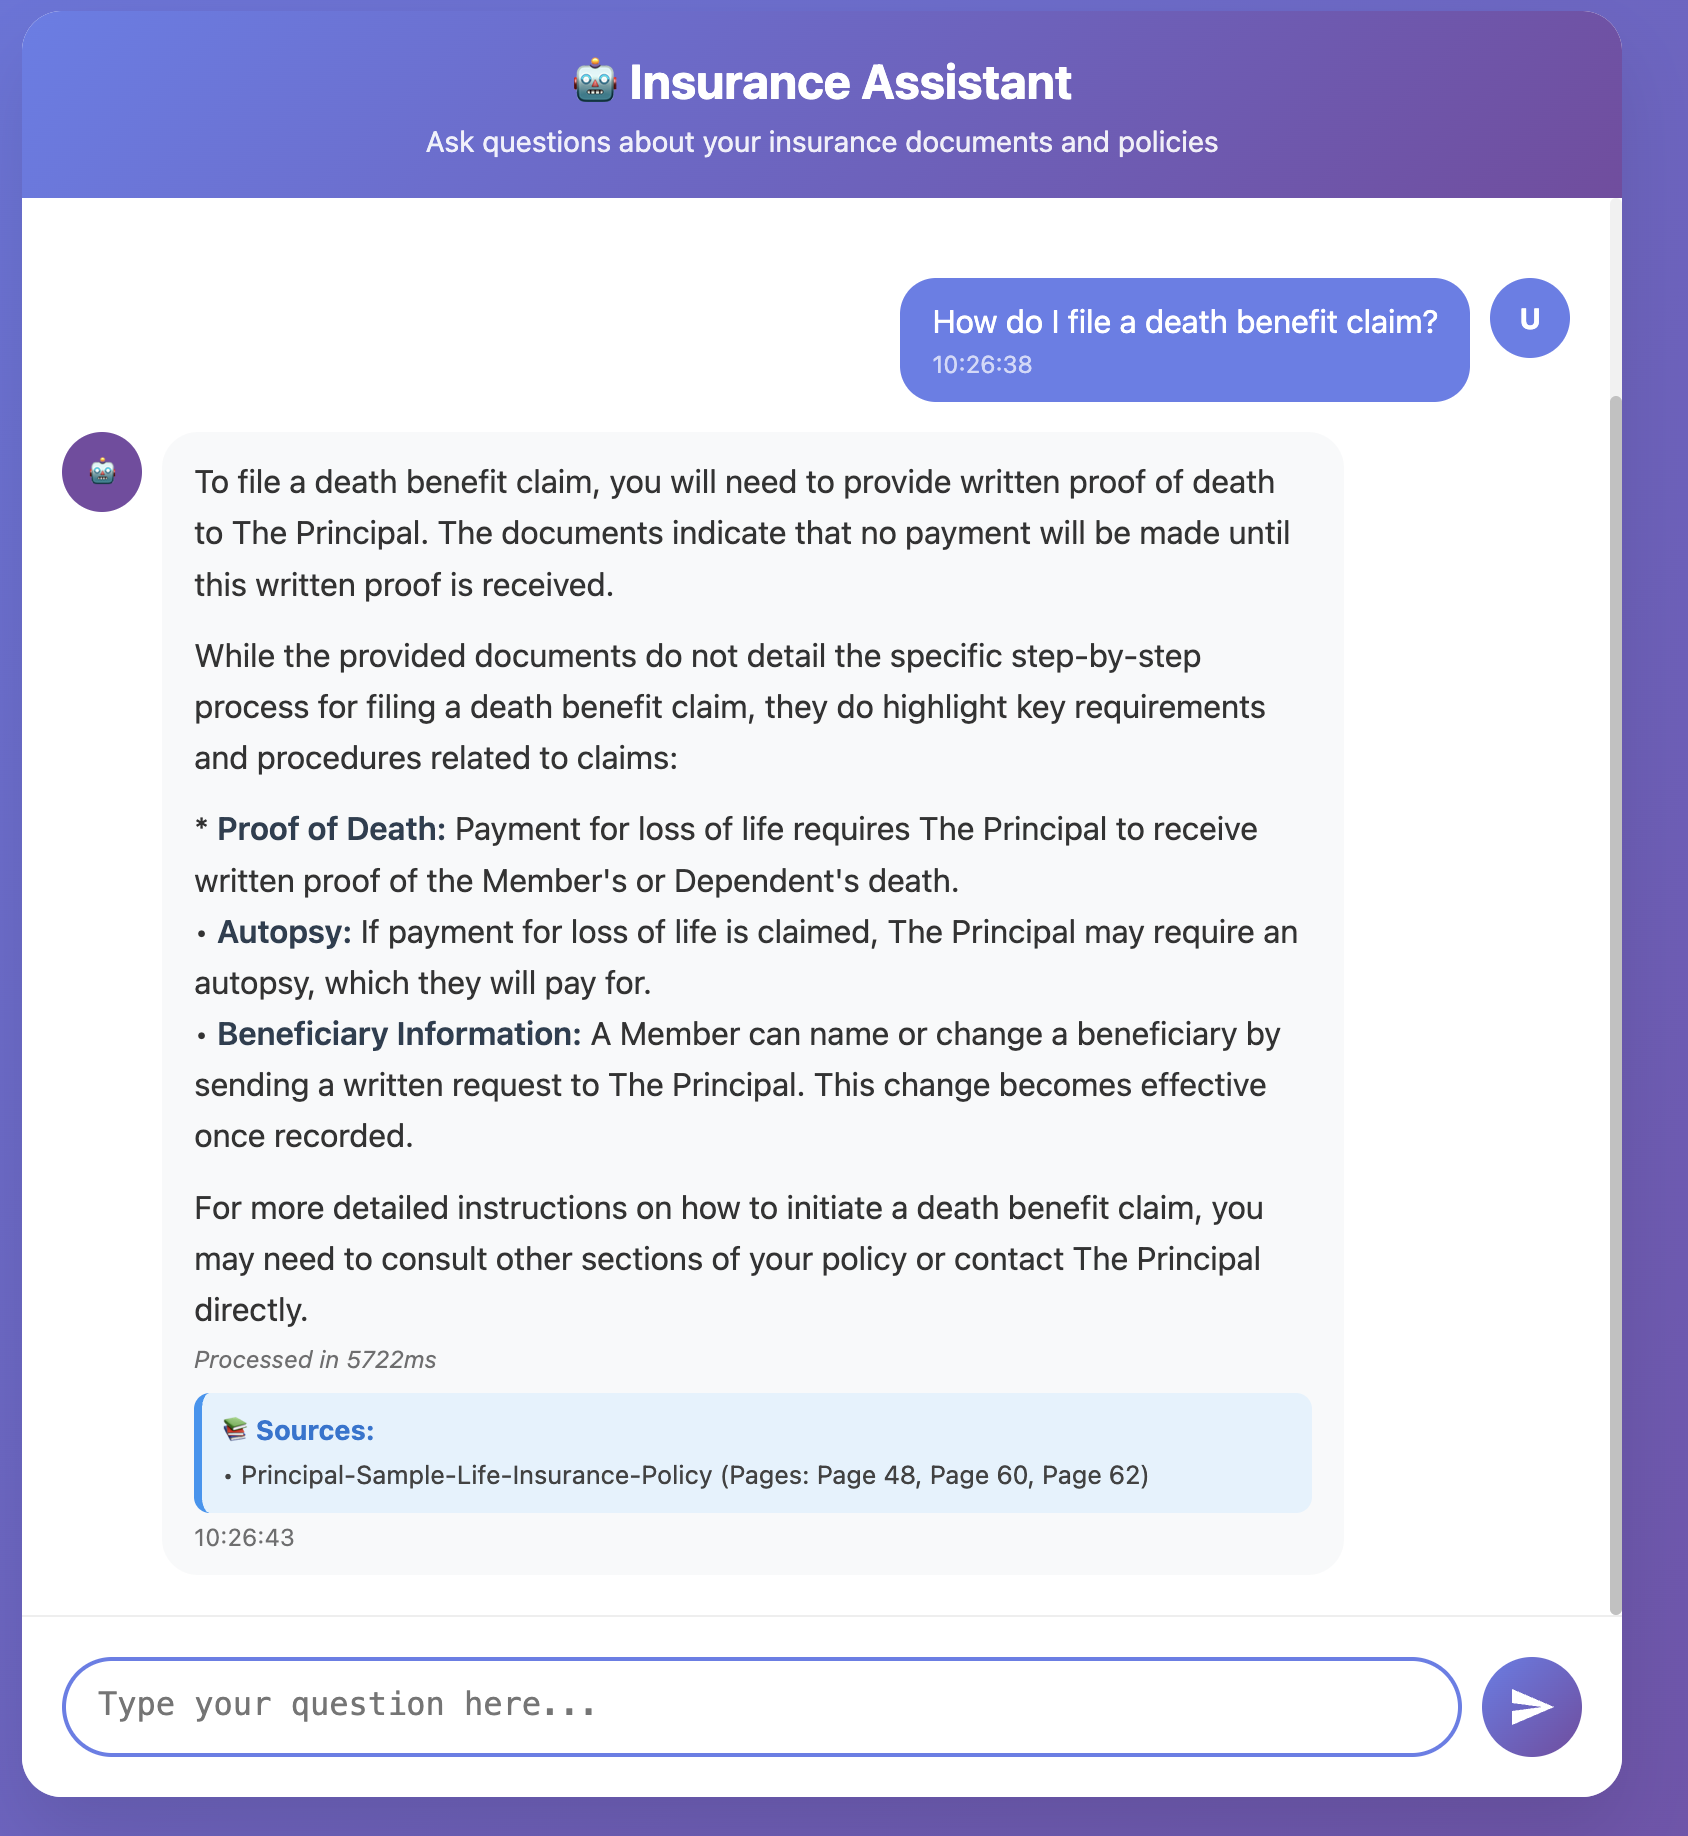 🤖 Insurance Assistant
Ask questions about your insurance documents and policies
How do I file a death benefit claim?
10:26:38
U
To file a death benefit claim, you will need to provide written proof of death
to The Principal. The documents indicate that no payment will be made until
this written proof is received.
While the provided documents do not detail the specific step-by-step
process for filing a death benefit claim, they do highlight key requirements
and procedures related to claims:
* Proof of Death: Payment for loss of life requires The Principal to receive
written proof of the Member's or Dependent's death.
• Autopsy: If payment for loss of life is claimed, The Principal may require an
autopsy, which they will pay for.
• Beneficiary Information: A Member can name or change a beneficiary by
sending a written request to The Principal. This change becomes effective
once recorded.
For more detailed instructions on how to initiate a death benefit claim, you
may need to consult other sections of your policy or contact The Principal
directly.
Processed in 5722ms
📚 Sources:
• Principal-Sample-Life-Insurance-Policy (Pages: Page 48, Page 60, Page 62)
10:26:43
Type your question here...